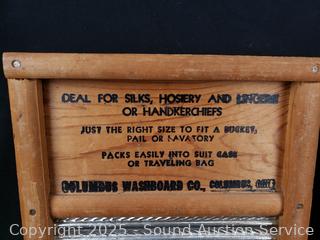 DEAL FOR SILKS, HOSIERY AND LINGERIE
OR HANDKERCHIEFS
JUST THE RIGHT SIZE TO FIT A BUCKET,
PAIL OR LAVATORY
PACKS EASILY INTO SUIT CASE
OR TRAVELING BAG
COLUMBUS WASHBOARD CO., COLUMBUS, OHIO
Copyright 2025 - Sound Auction Service